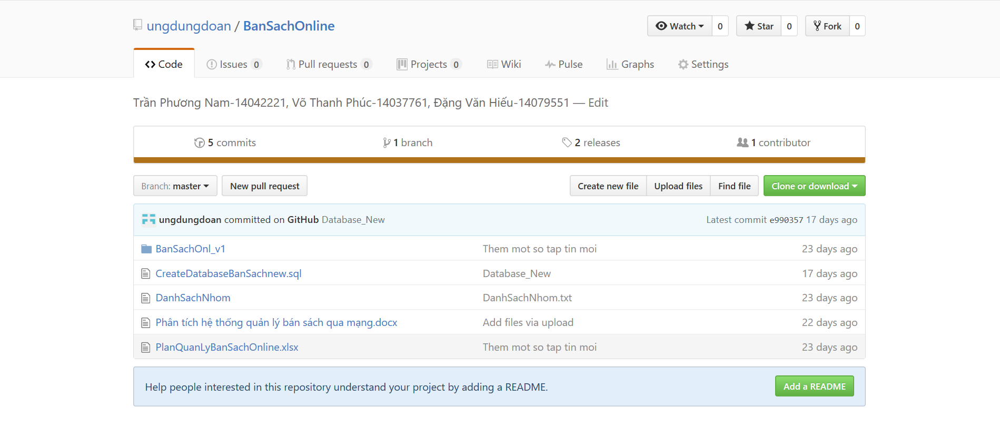 ungdungdoan / BanSachOnline
Watch 0 Star 0 Fork 0
Code Issues 0 Pull requests 0 Projects 0 Wiki Pulse Graphs Settings
Trần Phương Nam-14042221, Võ Thanh Phúc-14037761, Đặng Văn Hiếu-14079551 — Edit
5 commits 1 branch 2 releases 1 contributor
Branch: master New pull request Create new file Upload files Find file Clone or download
ungdungdoan committed on GitHub Database_New Latest commit e990357 17 days ago
BanSachOnl_v1 Them mot so tap tin moi 23 days ago
CreateDatabaseBanSachnew.sql Database_New 17 days ago
DanhSachNhom DanhSachNhom.txt 23 days ago
Phân tích hệ thống quản lý bán sách qua mạng.docx Add files via upload 22 days ago
PlanQuanLyBanSachOnline.xlsx Them mot so tap tin moi 23 days ago
Help people interested in this repository understand your project by adding a README. Add a README